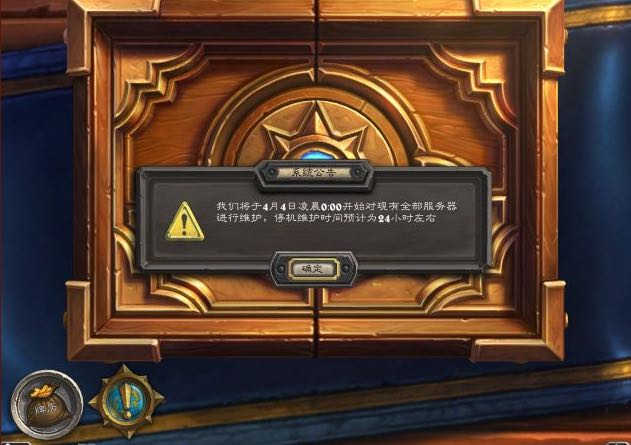 系统公告
我们将于4月4日凌晨0:00开始对现有全部服务器
进行维护,停机维护时间预计为24小时左右
确定
牌店